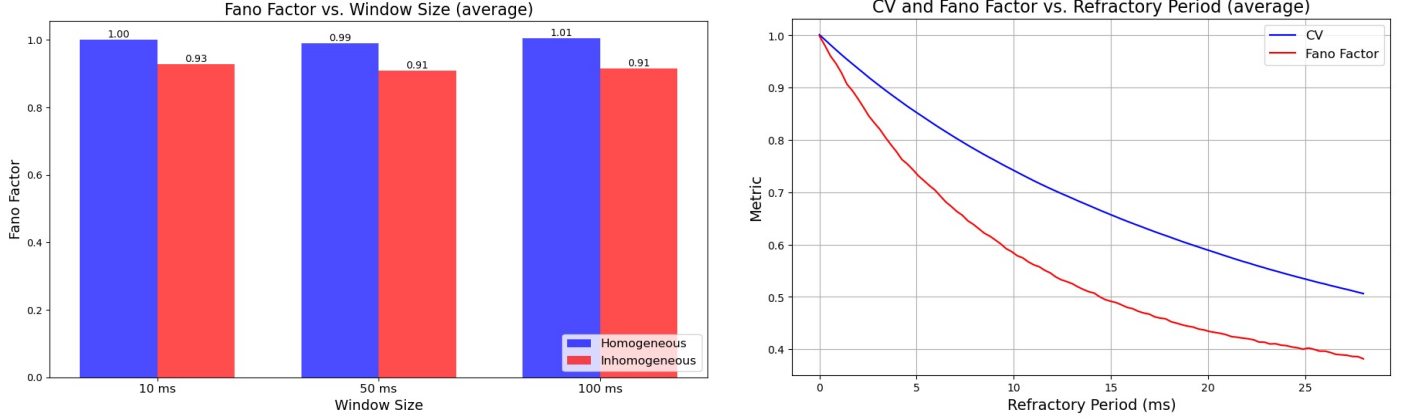 Fano Factor vs. Window Size (average)
Fano Factor
1.0
0.8
0.6
0.4
0.2
0.0
1.00
0.93
0.99
0.91
1.01
0.91
Homogeneous
Inhomogeneous
10 ms
50 ms
100 ms
Window Size
CV and Fano Factor vs. Refractory Period (average)
Metric
1.0
0.9
0.8
0.7
0.6
0.5
0.4
CV
Fano Factor
0
5
10
15
20
25
Refractory Period (ms)